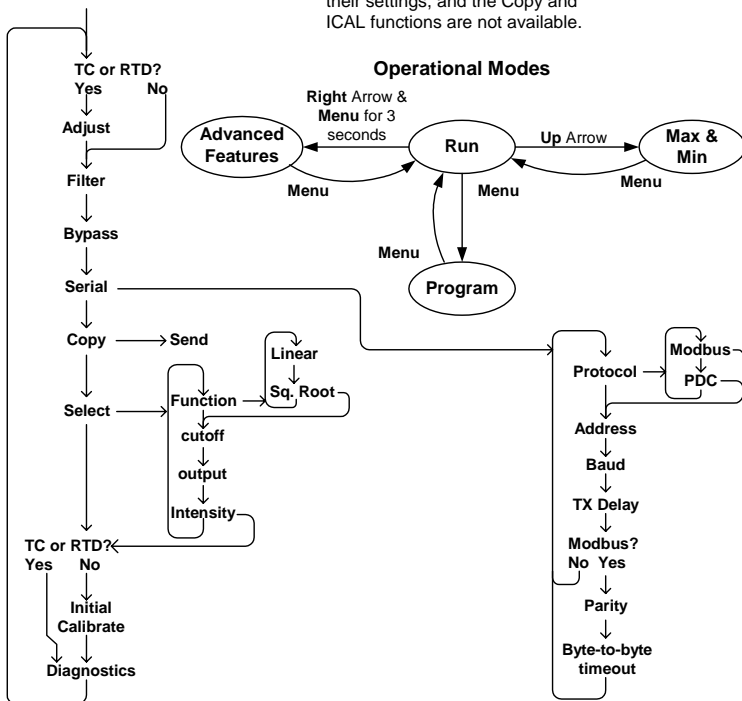 their settings, and the Copy and
ICAL functions are not available.
Operational Modes
Right Arrow &
Menu for 3
seconds
Advanced
Features
Run
Up Arrow
Max &
Min
Menu
Menu
Menu
Menu
Program
TC or RTD?
Yes No
Adjust
Filter
Bypass
Serial
Copy
Send
Select
Function
Linear
Sq. Root
cutoff
output
Intensity
TC or RTD?
Yes No
Initial
Calibrate
Diagnostics
Protocol
Modbus
PDC
Address
Baud
TX Delay
Modbus?
No Yes
Parity
Byte-to-byte
timeout